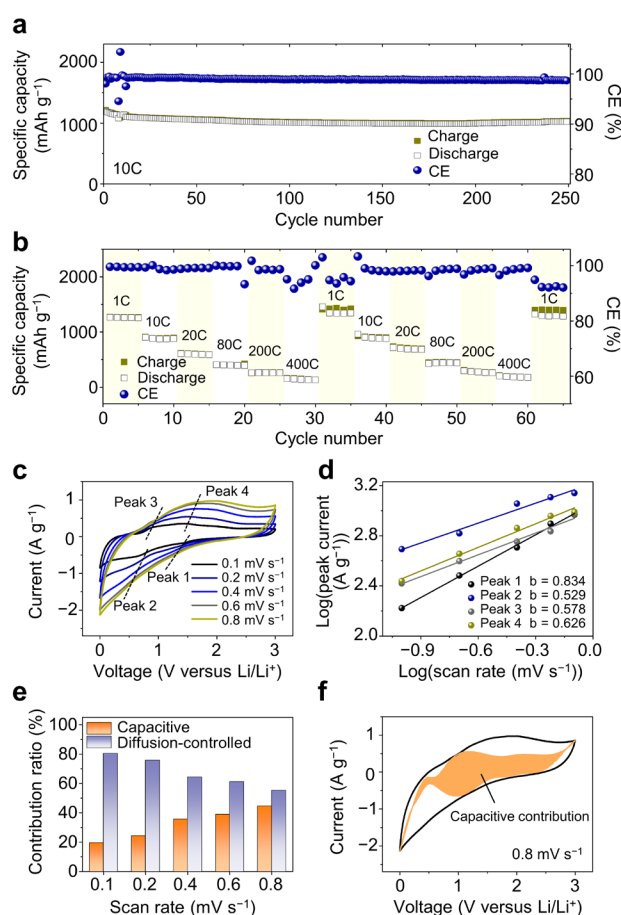 a
Specific capacity
(mAh g⁻¹)
2000
1000
0
100
90
80
CE (%)
Charge
Discharge
CE
10C
0 50 100 150 200 250
Cycle number
b
Specific capacity
(mAh g⁻¹)
2000
1000
0
100
80
60
CE (%)
1C
10C
20C
80C
200C
400C
1C
10C
20C
80C
200C
400C
1C
Charge
Discharge
CE
0 10 20 30 40 50 60
Cycle number
c
Current (A g⁻¹)
1
0
−1
−2
Peak 3
Peak 4
Peak 1
Peak 2
0.1 mV s⁻¹
0.2 mV s⁻¹
0.4 mV s⁻¹
0.6 mV s⁻¹
0.8 mV s⁻¹
0 1 2 3
Voltage (V versus Li/Li⁺)
d
Log(peak current
(A g⁻¹))
3.2
2.8
2.4
2.0
Peak 1 b = 0.834
Peak 2 b = 0.529
Peak 3 b = 0.578
Peak 4 b = 0.626
−0.9 −0.6 −0.3 0.0
Log(scan rate (mV s⁻¹))
e
Contribution ratio (%)
100
80
60
40
20
0
Capacitive
Diffusion-controlled
0.1 0.2 0.4 0.6 0.8
Scan rate (mV s⁻¹)
f
Current (A g⁻¹)
1
0
−1
−2
Capacitive contribution
0.8 mV s⁻¹
0 1 2 3
Voltage (V versus Li/Li⁺)